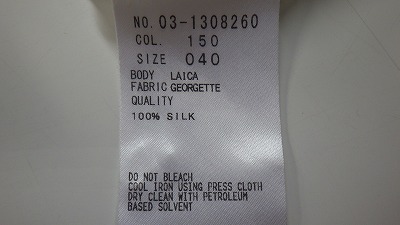 NO. 03-1308260
COL. 150
SIZE 040
BODY LAICA
FABRIC GEORGETTE
QUALITY
100% SILK
DO NOT BLEACH
COOL IRON USING PRESS CLOTH
DRY CLEAN WITH PETROLEUM
BASED SOLVENT